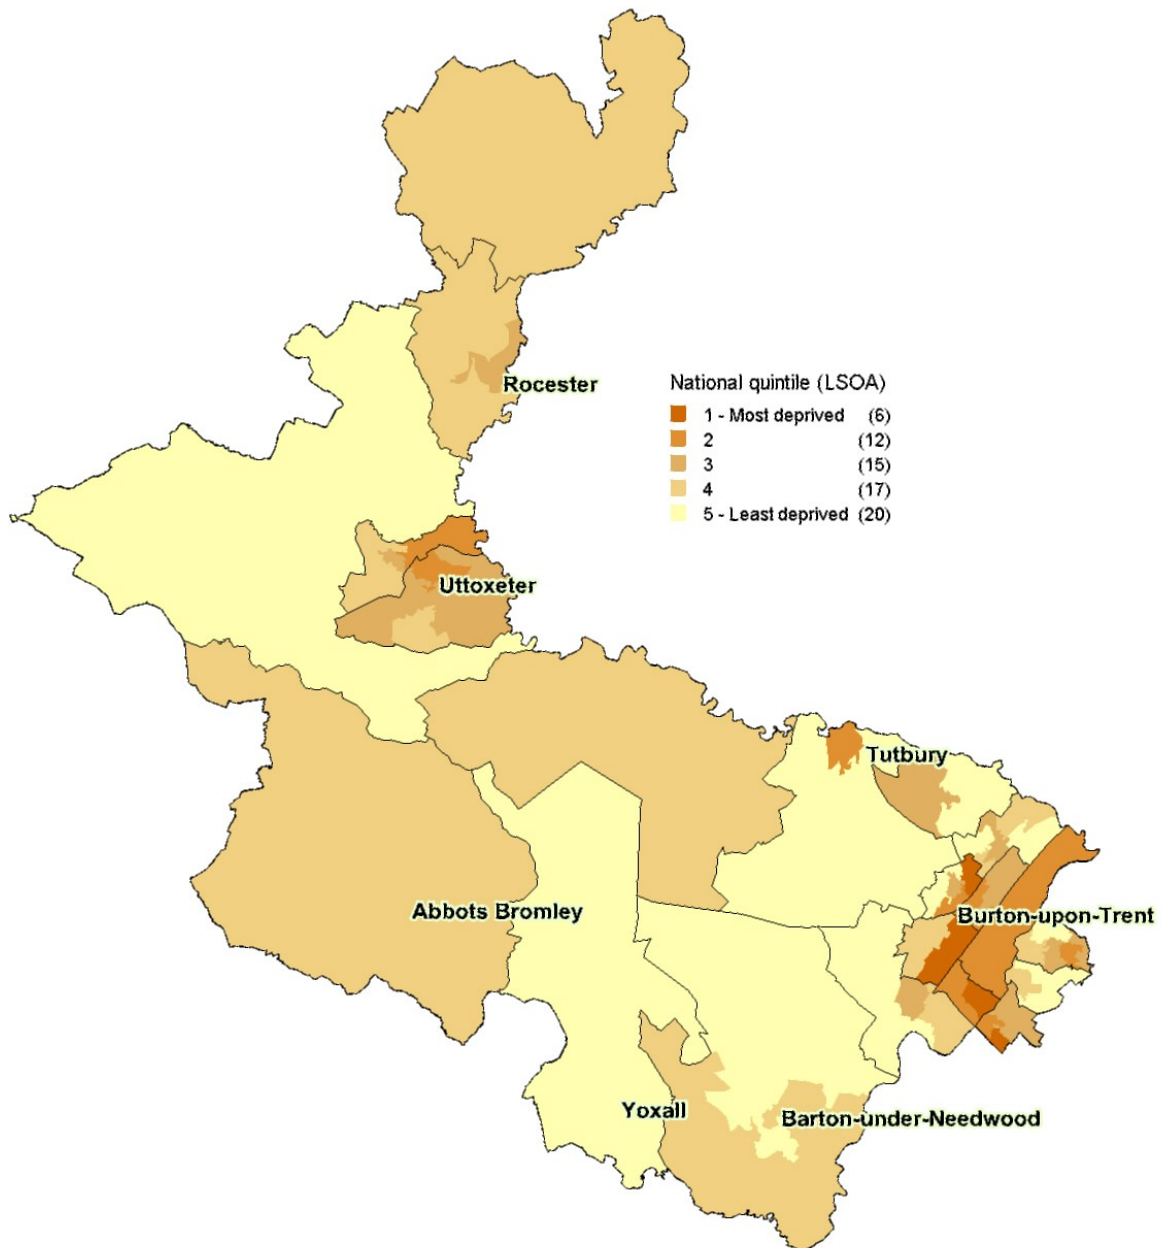 Rocester
National quintile (LSOA)
1 - Most deprived (6)
2 (12)
3 (15)
4 (17)
5 - Least deprived (20)
Uttoxeter
Tutbury
Abbots Bromley
Burton-upon-Trent
Yoxall
Barton-under-Needwood